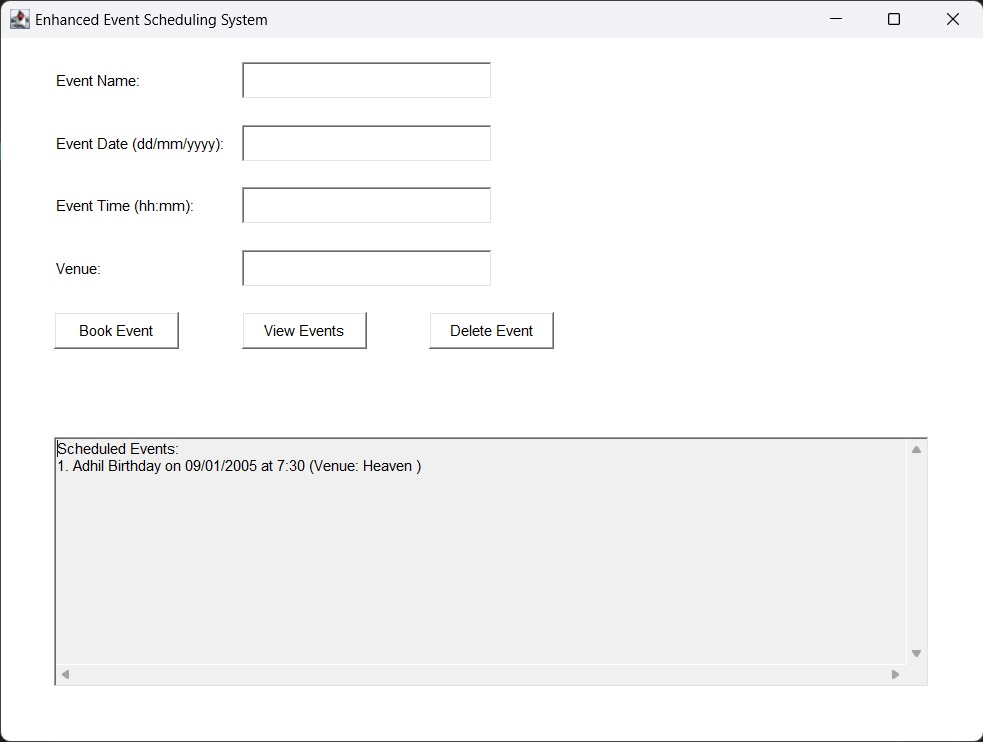 Enhanced Event Scheduling System
Event Name:
Event Date (dd/mm/yyyy):
Event Time (hh:mm):
Venue:
Book Event View Events Delete Event
Scheduled Events:
1. Adhil Birthday on 09/01/2005 at 7:30 (Venue: Heaven )